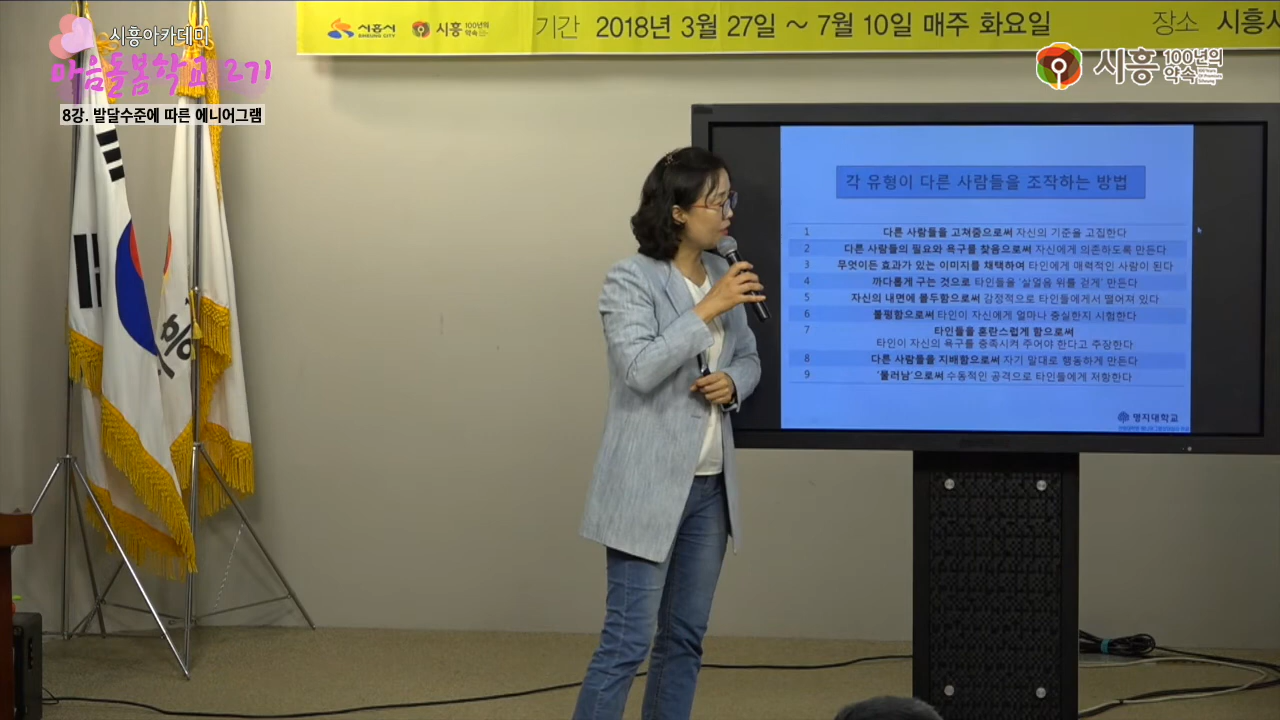 시흥아카데미
마음돌봄학교 2기
8강. 발달수준에 따른 에니어그램
시흥시
SIHEUNG CITY
시흥 100년의 약속
기간 2018년 3월 27일 ~ 7월 10일 매주 화요일
장소 시흥시
시흥 100년의 약속
각 유형이 다른 사람들을 조작하는 방법
1 다른 사람들을 고쳐줌으로써 자신의 기준을 고집한다
2 다른 사람들의 필요와 욕구를 찾음으로써 자신에게 의존하도록 만든다
3 무엇이든 효과가 있는 이미지를 채택하여 타인에게 매력적인 사람이 된다
4 까다롭게 구는 것으로 타인들을 '살얼음 위를 걷게' 만든다
5 자신의 내면에 몰두함으로써 감정적으로 타인들에게서 떨어져 있다
6 불평함으로써 타인이 자신에게 얼마나 충실한지 시험한다
7 타인들을 혼란스럽게 함으로써
타인이 자신의 욕구를 충족시켜 주어야 한다고 주장한다
8 다른 사람들을 지배함으로써 자기 말대로 행동하게 만든다
9 '물러남'으로써 수동적인 공격으로 타인들에게 저항한다
명지대학교